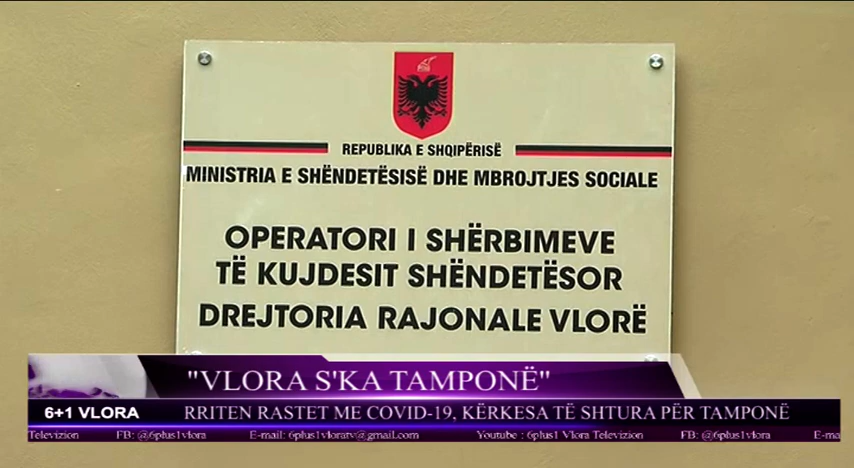 REPUBLIKA E SHQIPËRISË
MINISTRIA E SHËNDETËSISË DHE MBROJTJES SOCIALE
OPERATORI I SHËRBIMEVE
TË KUJDESIT SHËNDETËSOR
DREJTORIA RAJONALE VLORË
"VLORA S'KA TAMPONË"
6+1 VLORA RRITEN RASTET ME COVID-19, KËRKESA TË SHTURA PËR TAMPONË
Televizion FB: @6plus1vlora E-mail: 6plus1vloratv@gmail.com Youtube : 6plus1 Vlora Televizion FB: @6plus1vlora